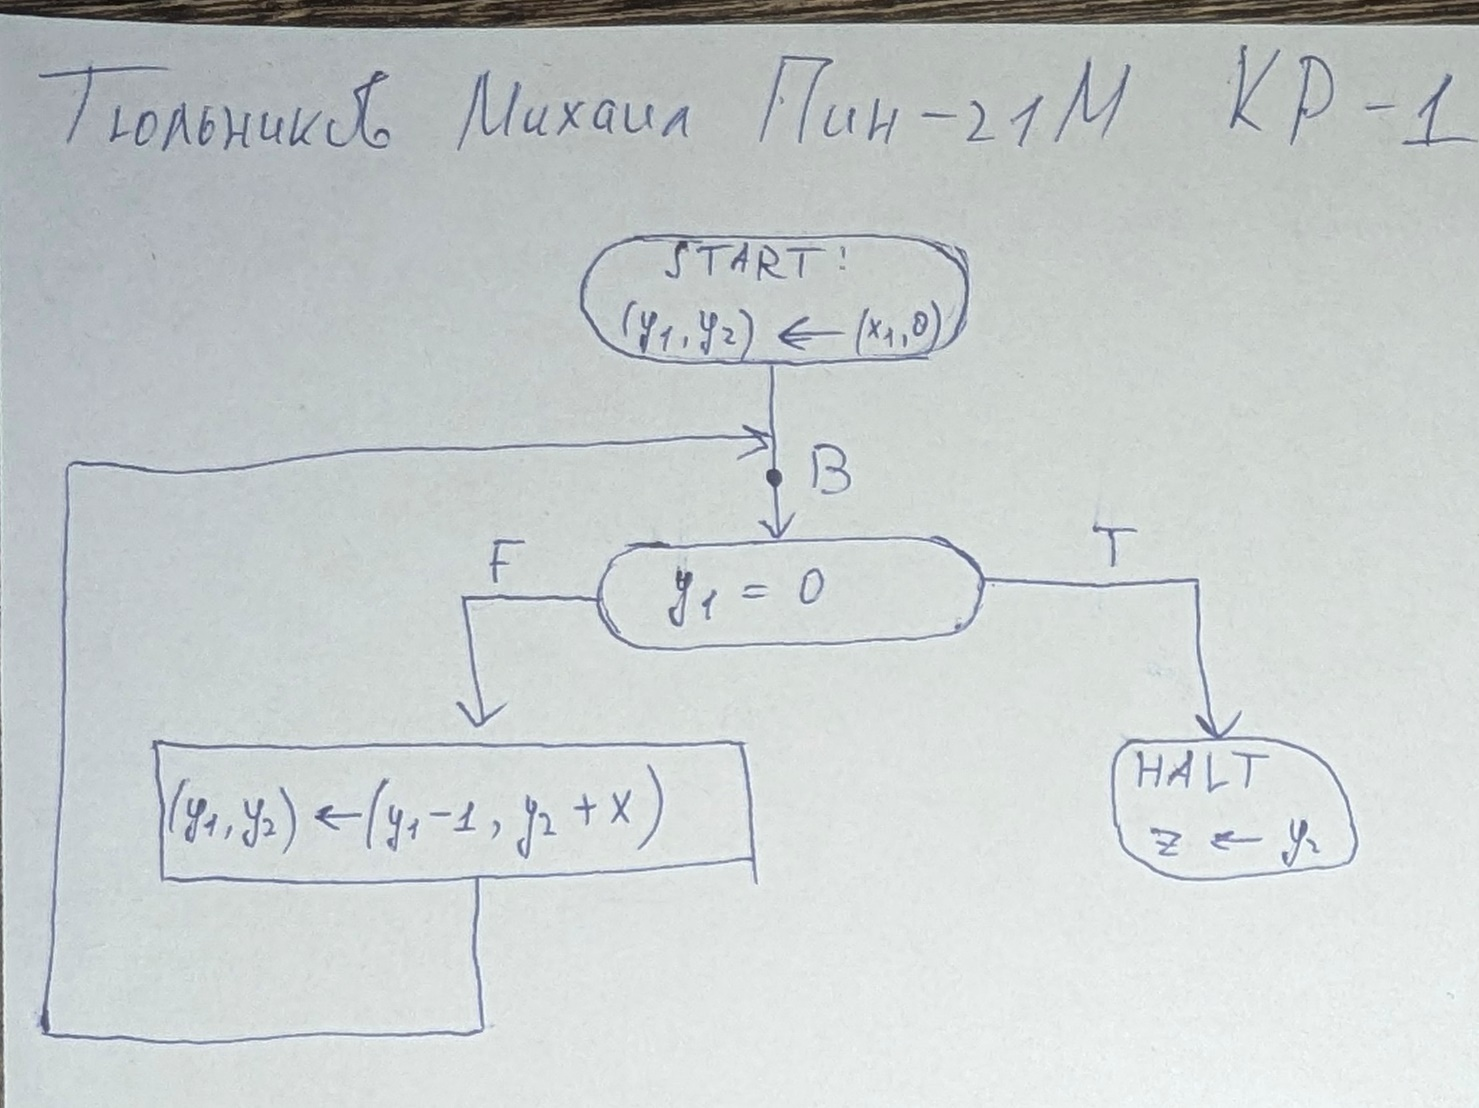 Тюльников Михаил Пин-21М КР-1
START:
(y₁, y₂) ← (x₁, 0)
B
F
T
y₁ = 0
(y₁, y₂) ← (y₁-1, y₂ + x)
HALT
z ← y₂